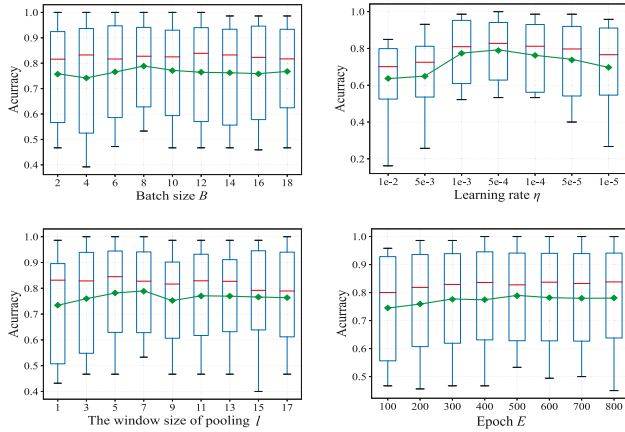 Acurracy
1.0
0.9
0.8
0.7
0.6
0.5
0.4
2 4 6 8 10 12 14 16 18
Batch size B
Acurracy
1.0
0.8
0.6
0.4
0.2
1e-2 5e-3 1e-3 5e-4 1e-4 5e-5 1e-5
Learning rate η
Acurracy
1.0
0.9
0.8
0.7
0.6
0.5
0.4
1 3 5 7 9 11 13 15 17
The window size of pooling l
Acurracy
1.0
0.9
0.8
0.7
0.6
0.5
100 200 300 400 500 600 700 800
Epoch E